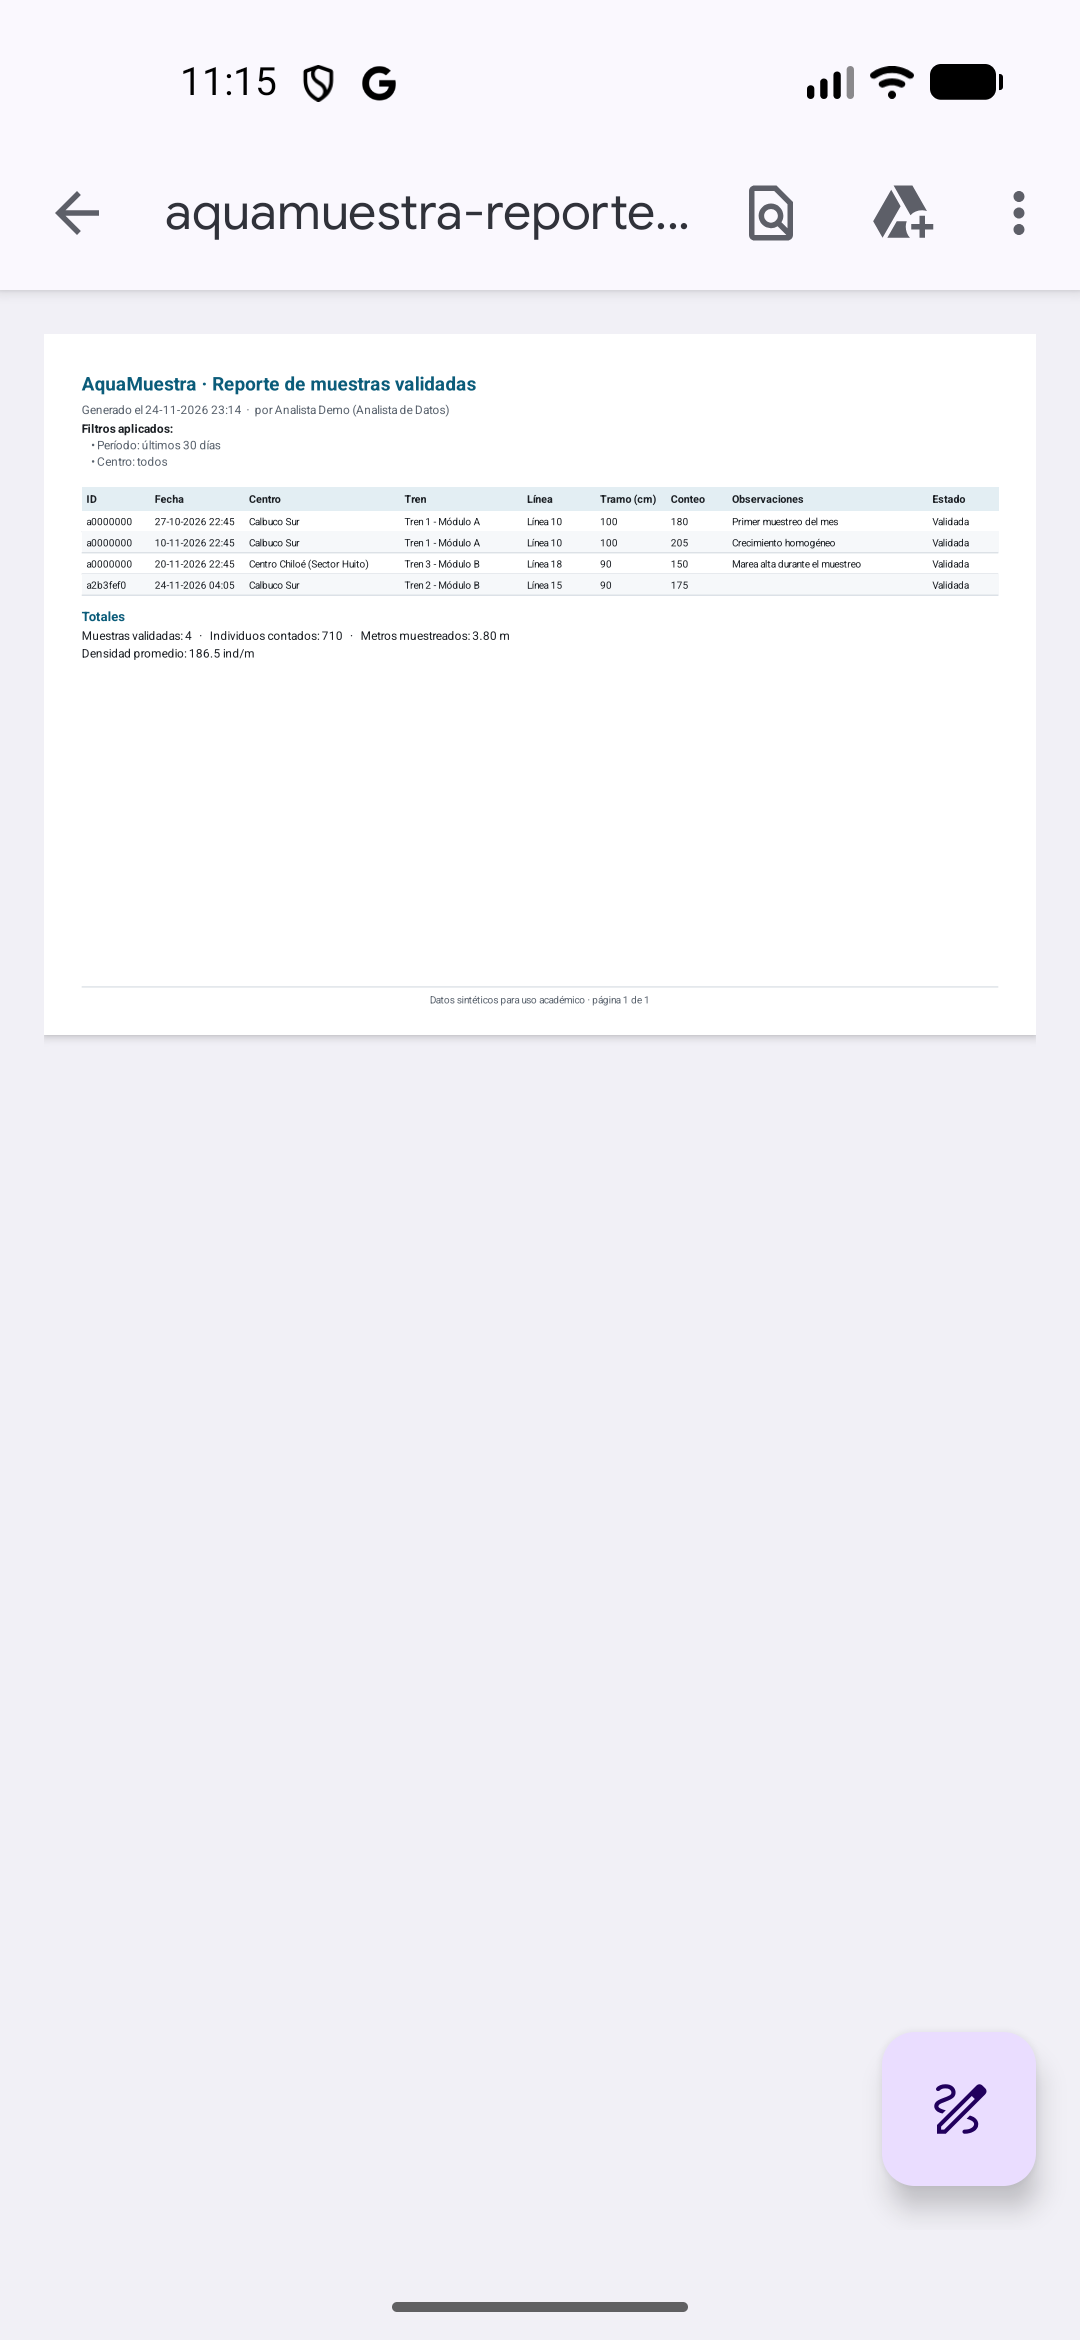 11:15
aquamuestra-reporte...
AquaMuestra · Reporte de muestras validadas
Generado el 24-11-2026 23:14 · por Analista Demo (Analista de Datos)
Filtros aplicados:
• Período: últimos 30 días
• Centro: todos
ID Fecha Centro Tren Línea Tramo (cm) Conteo Observaciones Estado
a0000000 27-10-2026 22:45 Calbuco Sur Tren 1 - Módulo A Línea 10 100 180 Primer muestreo del mes Validada
a0000000 10-11-2026 22:45 Calbuco Sur Tren 1 - Módulo A Línea 10 100 205 Crecimiento homogéneo Validada
a0000000 20-11-2026 22:45 Centro Chiloé (Sector Huito) Tren 3 - Módulo B Línea 18 90 150 Marea alta durante el muestreo Validada
a2b3fef0 24-11-2026 04:05 Calbuco Sur Tren 2 - Módulo B Línea 15 90 175 Validada
Totales
Muestras validadas: 4 · Individuos contados: 710 · Metros muestreados: 3.80 m
Densidad promedio: 186.5 ind/m
Datos sintéticos para uso académico · página 1 de 1